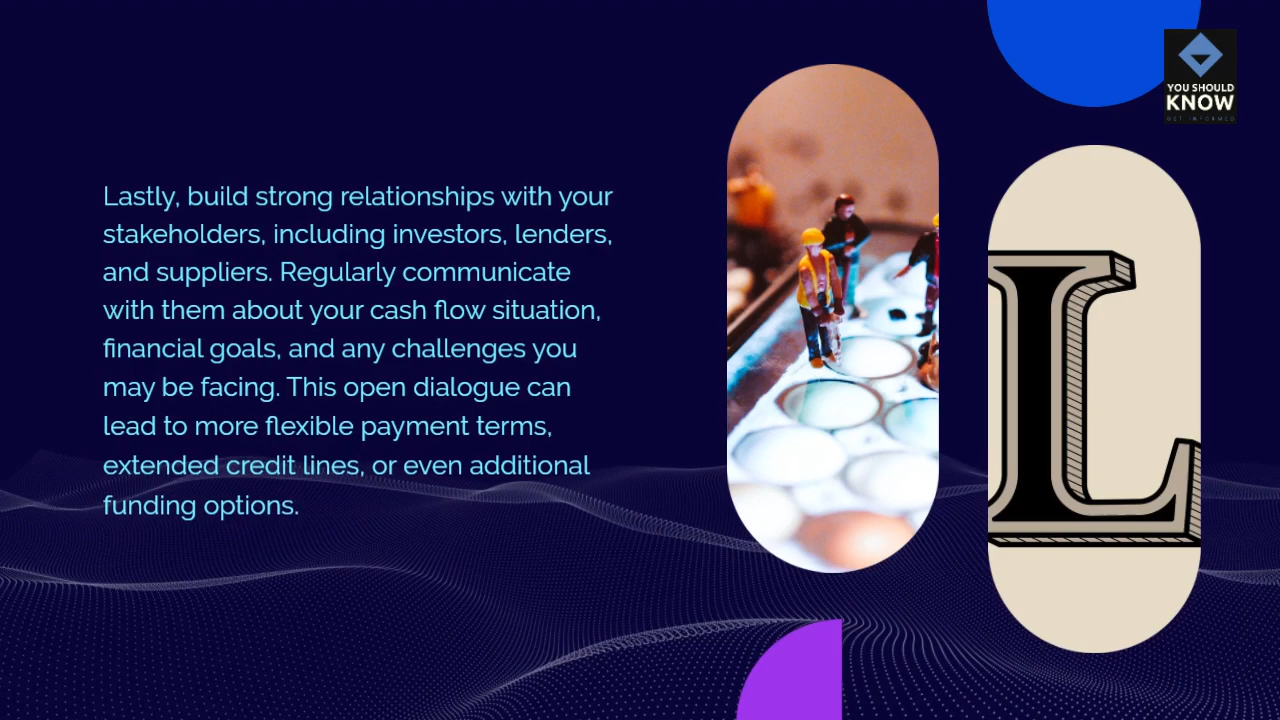 Lastly, build strong relationships with your
stakeholders, including investors, lenders,
and suppliers. Regularly communicate
with them about your cash flow situation,
financial goals, and any challenges you
may be facing. This open dialogue can
lead to more flexible payment terms,
extended credit lines, or even additional
funding options.
YOU SHOULD
KNOW
GET INFORMED
L